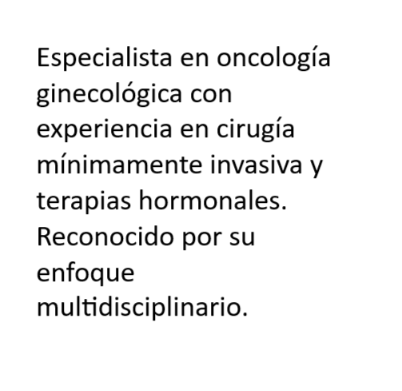 Especialista en oncología
ginecológica con
experiencia en cirugía
mínimamente invasiva y
terapias hormonales.
Reconocido por su
enfoque
multidisciplinario.